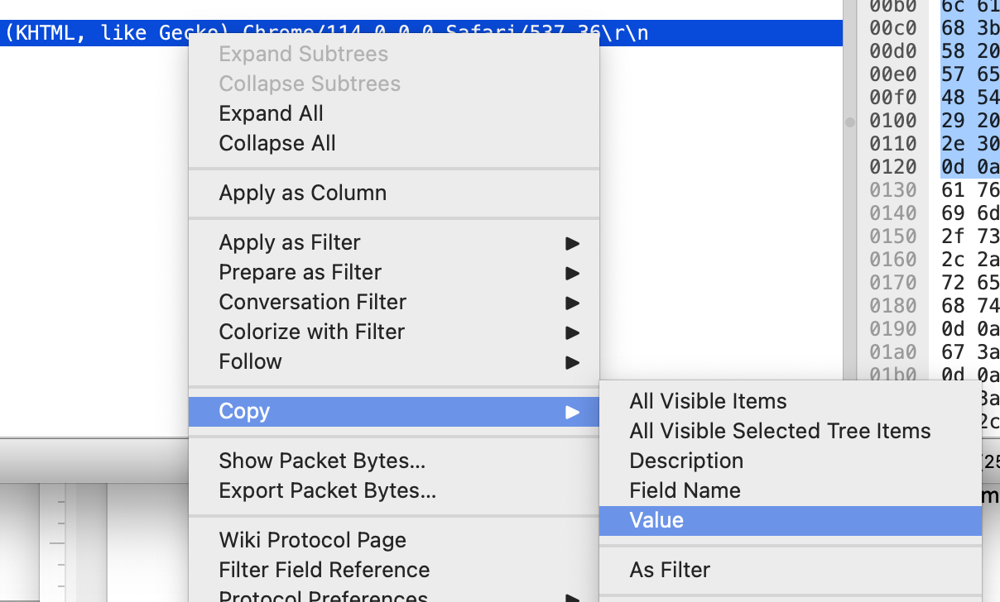 (KHTML, like Gecko) Chrome/114.0.0.0 Safari/537.36\r\n
Expand Subtrees
Collapse Subtrees
Expand All
Collapse All
Apply as Column
Apply as Filter
Prepare as Filter
Conversation Filter
Colorize with Filter
Follow
Copy
Show Packet Bytes...
Export Packet Bytes...
Wiki Protocol Page
Filter Field Reference
Protocol Preferences
All Visible Items
All Visible Selected Tree Items
Description
Field Name
Value
As Filter
00b0 6c 61
00c0 68 3b
00d0 58 20
00e0 57 65
00f0 48 54
0100 29 20
0110 2e 30
0120 0d 0a
0130 61 76
0140 69 6d
0150 2f 73
0160 2c 2a
0170 72 65
0180 68 74
0190 0d 0a
01a0 67 3a
01b0 0d 0a